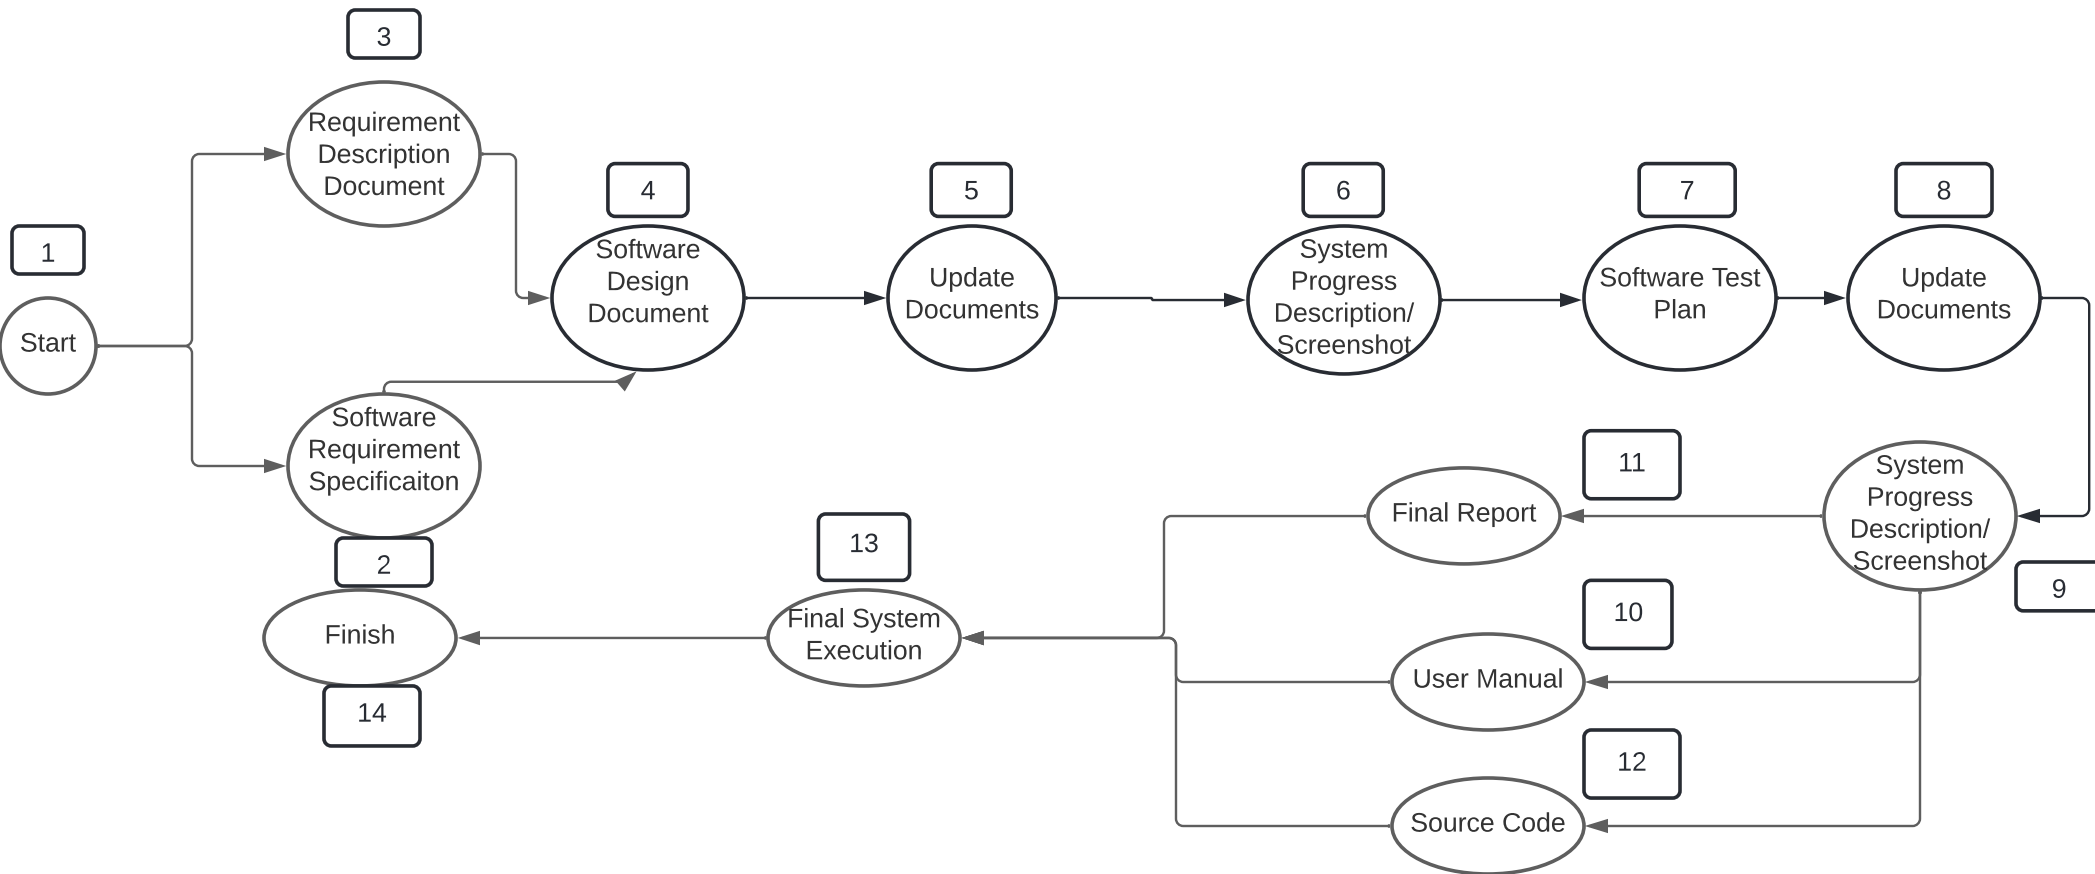 3
Requirement
Description
Document
1
Start
4
Software
Design
Document
5
Update
Documents
6
System
Progress
Description/
Screenshot
7
Software Test
Plan
8
Update
Documents
Software
Requirement
Specificaiton
2
11
Final Report
System
Progress
Description/
Screenshot
9
13
Final System
Execution
10
User Manual
Finish
14
12
Source Code